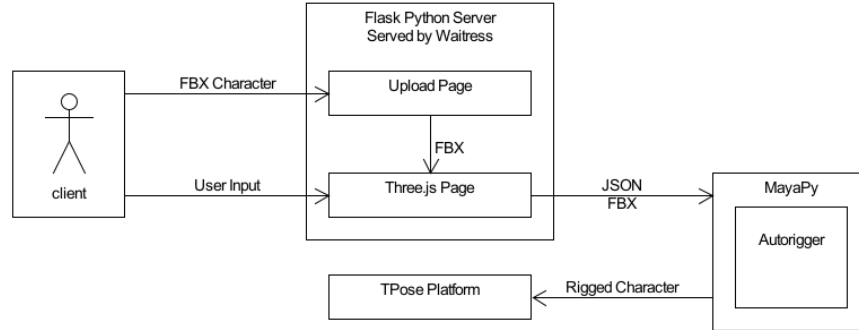 Flask Python Server
Served by Waitress
FBX Character
Upload Page
client
FBX
User Input
Three.js Page
JSON
FBX
MayaPy
Autorigger
TPose Platform
Rigged Character